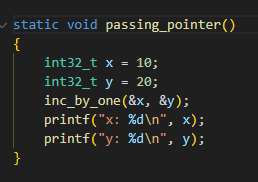 static void passing_pointer()
{
    int32_t x = 10;
    int32_t y = 20;
    inc_by_one(&x, &y);
    printf("x: %d\n", x);
    printf("y: %d\n", y);
}